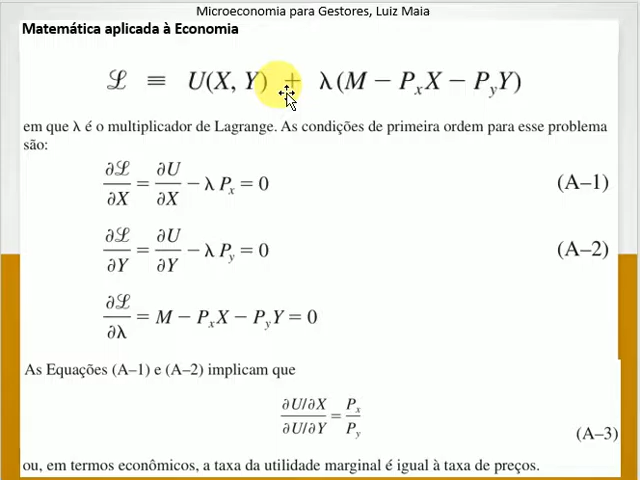 Microeconomia para Gestores, Luiz Maia
Matemática aplicada à Economia
ℒ ≡ U(X, Y) + λ(M − PₓX − P_yY)
em que λ é o multiplicador de Lagrange. As condições de primeira ordem para esse problema
são:
∂ℒ/∂X = ∂U/∂X − λ Pₓ = 0 (A–1)
∂ℒ/∂Y = ∂U/∂Y − λ P_y = 0 (A–2)
∂ℒ/∂λ = M − PₓX − P_yY = 0
As Equações (A–1) e (A–2) implicam que
∂U/∂X / ∂U/∂Y = Pₓ/P_y (A–3)
ou, em termos econômicos, a taxa da utilidade marginal é igual à taxa de preços.